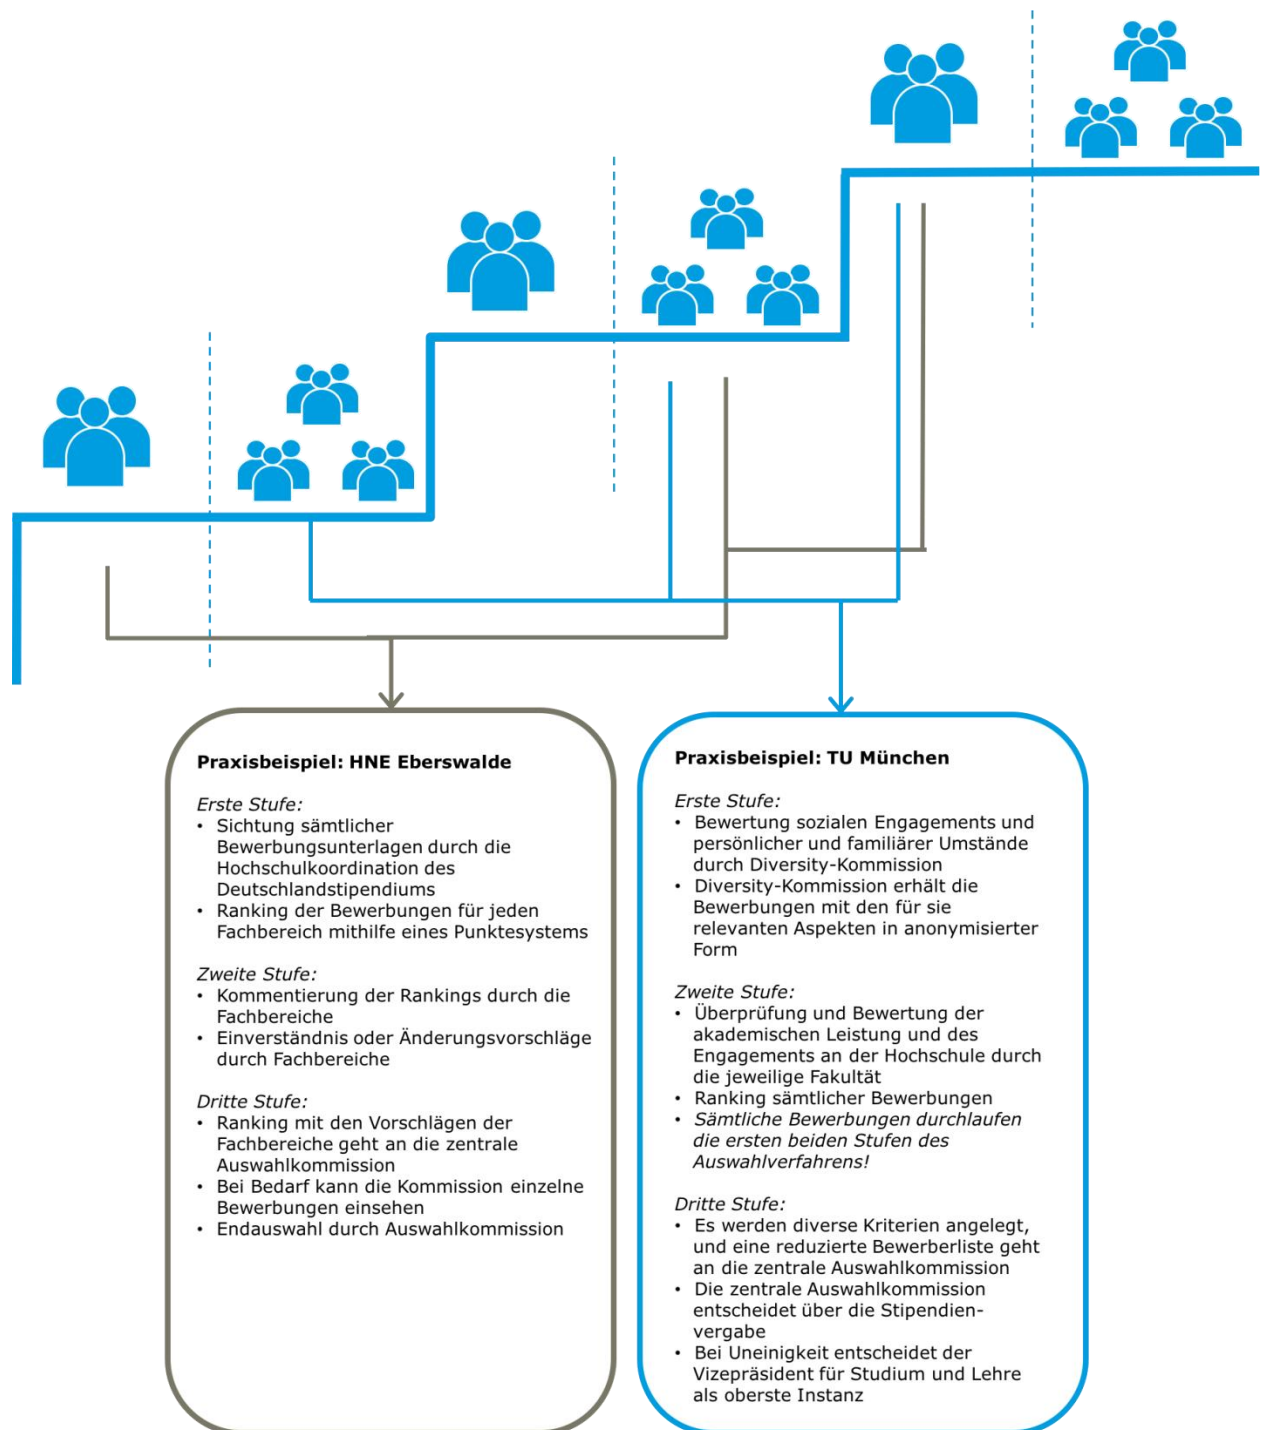 Praxisbeispiel: HNE Eberswalde
Erste Stufe:
• Sichtung sämtlicher
Bewerbungsunterlagen durch die
Hochschulkoordination des
Deutschlandstipendiums
• Ranking der Bewerbungen für jeden
Fachbereich mithilfe eines Punktesystems
Zweite Stufe:
• Kommentierung der Rankings durch die
Fachbereiche
• Einverständnis oder Änderungsvorschläge
durch Fachbereiche
Dritte Stufe:
• Ranking mit den Vorschlägen der
Fachbereiche geht an die zentrale
Auswahlkommission
• Bei Bedarf kann die Kommission einzelne
Bewerbungen einsehen
• Endauswahl durch Auswahlkommission
Praxisbeispiel: TU München
Erste Stufe:
• Bewertung sozialen Engagements und
persönlicher und familiärer Umstände
durch Diversity-Kommission
• Diversity-Kommission erhält die
Bewerbungen mit den für sie
relevanten Aspekten in anonymisierter
Form
Zweite Stufe:
• Überprüfung und Bewertung der
akademischen Leistung und des
Engagements an der Hochschule durch
die jeweilige Fakultät
• Ranking sämtlicher Bewerbungen
• Sämtliche Bewerbungen durchlaufen
die ersten beiden Stufen des
Auswahlverfahrens!
Dritte Stufe:
• Es werden diverse Kriterien angelegt,
und eine reduzierte Bewerberliste geht
an die zentrale Auswahlkommission
• Die zentrale Auswahlkommission
entscheidet über die Stipendien-
vergabe
• Bei Uneinigkeit entscheidet der
Vizepräsident für Studium und Lehre
als oberste Instanz